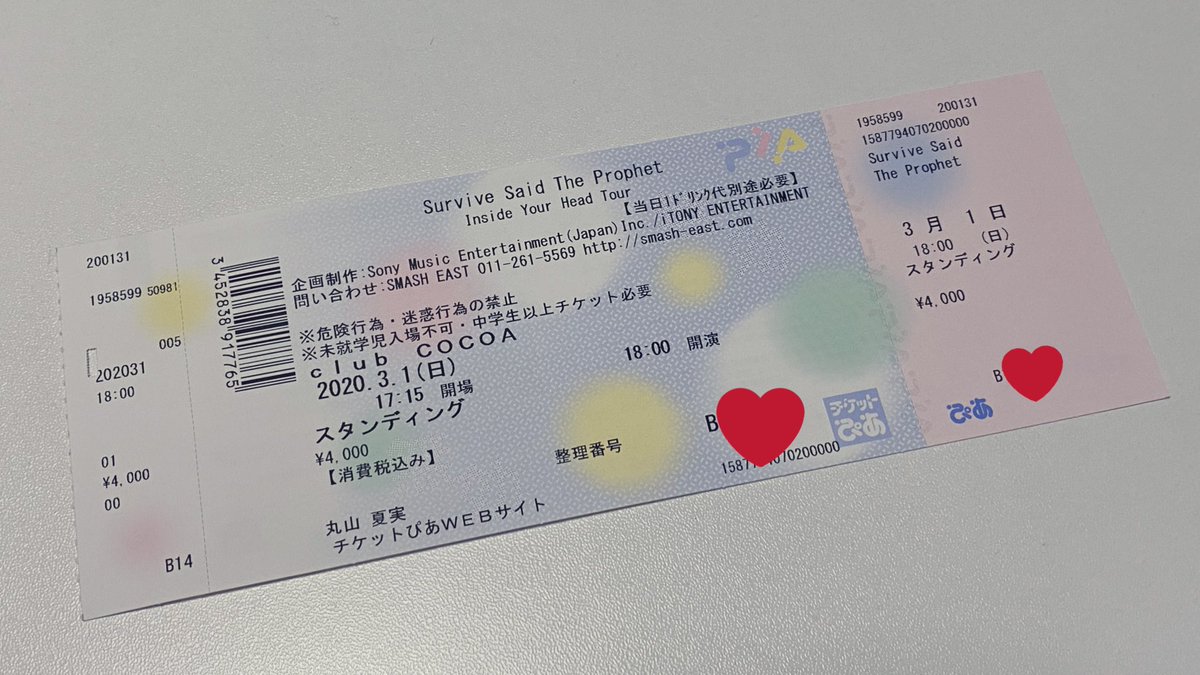 200131
1958599 50981
005
202031
18:00
01
¥4,000
00
B14
3 452838 917765
PIA
Survive Said The Prophet
Inside Your Head Tour
【当日1ドリンク代別途必要】
企画制作:Sony Music Entertainment(Japan)Inc./iTONY ENTERTAINMENT
問い合わせ:SMASH EAST 011-261-5569 http://smash-east.com
※危険行為・迷惑行為の禁止
※未就学児入場不可・中学生以上チケット必要
club COCOA
2020.3.1(日)
17:15 開場 18:00 開演
スタンディング
¥4,000
【消費税込み】
整理番号 B
チケットぴあ
丸山 夏実
チケットぴあWEBサイト
1958599 200131
1587794070200000
Survive Said
The Prophet
3月 1日
18:00 (日)
スタンディング
¥4,000
B
ぴあ